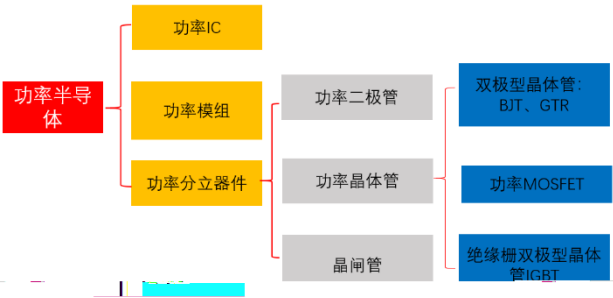 功率半导
体
功率IC
功率模组
功率分立器件
功率二极管
功率晶体管
晶闸管
双极型晶体管：
BJT、GTR
功率MOSFET
绝缘栅双极型晶体
管IGBT